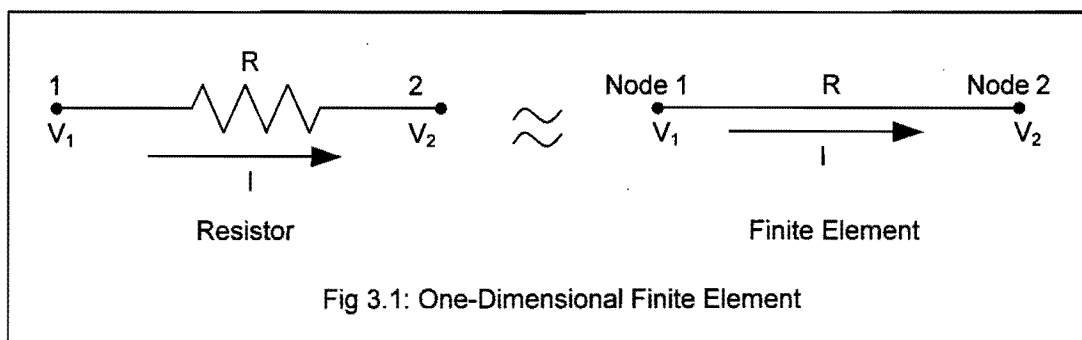 R
1 2
V₁ V₂
I
Resistor
Node 1 R Node 2
V₁ V₂
I
Finite Element
Fig 3.1: One-Dimensional Finite Element